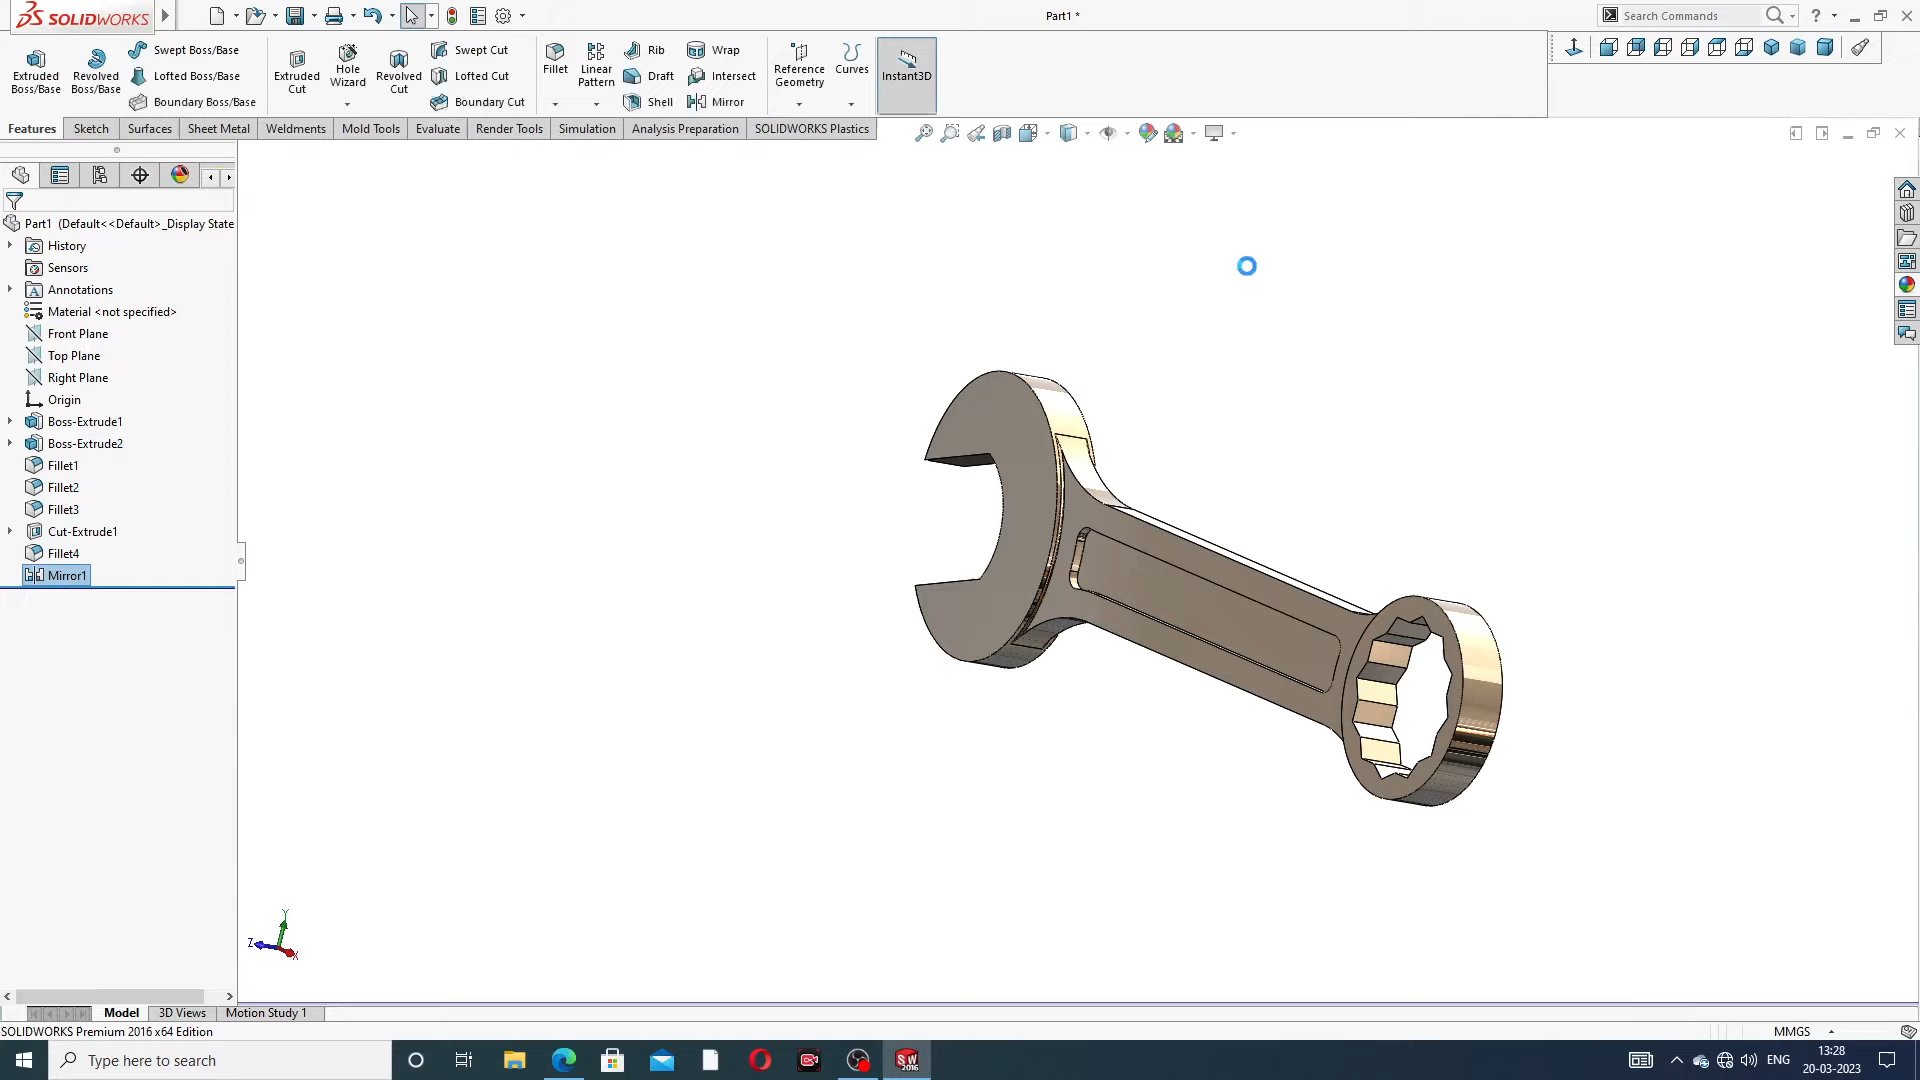 SOLIDWORKS
Part1 *
Search Commands
?
Extruded Boss/Base
Revolved Boss/Base
Swept Boss/Base
Lofted Boss/Base
Boundary Boss/Base
Extruded Cut
Hole Wizard
Revolved Cut
Swept Cut
Lofted Cut
Boundary Cut
Fillet
Linear Pattern
Rib
Draft
Shell
Wrap
Intersect
Mirror
Reference Geometry
Curves
Instant3D
Features
Sketch
Surfaces
Sheet Metal
Weldments
Mold Tools
Evaluate
Render Tools
Simulation
Analysis Preparation
SOLIDWORKS Plastics
Part1 (Default<<Default>_Display State
History
Sensors
Annotations
Material <not specified>
Front Plane
Top Plane
Right Plane
Origin
Boss-Extrude1
Boss-Extrude2
Fillet1
Fillet2
Fillet3
Cut-Extrude1
Fillet4
Mirror1
Y
Z
X
Model
3D Views
Motion Study 1
SOLIDWORKS Premium 2016 x64 Edition
MMGS
Type here to search
SW
2016
ENG
13:28
20-03-2023